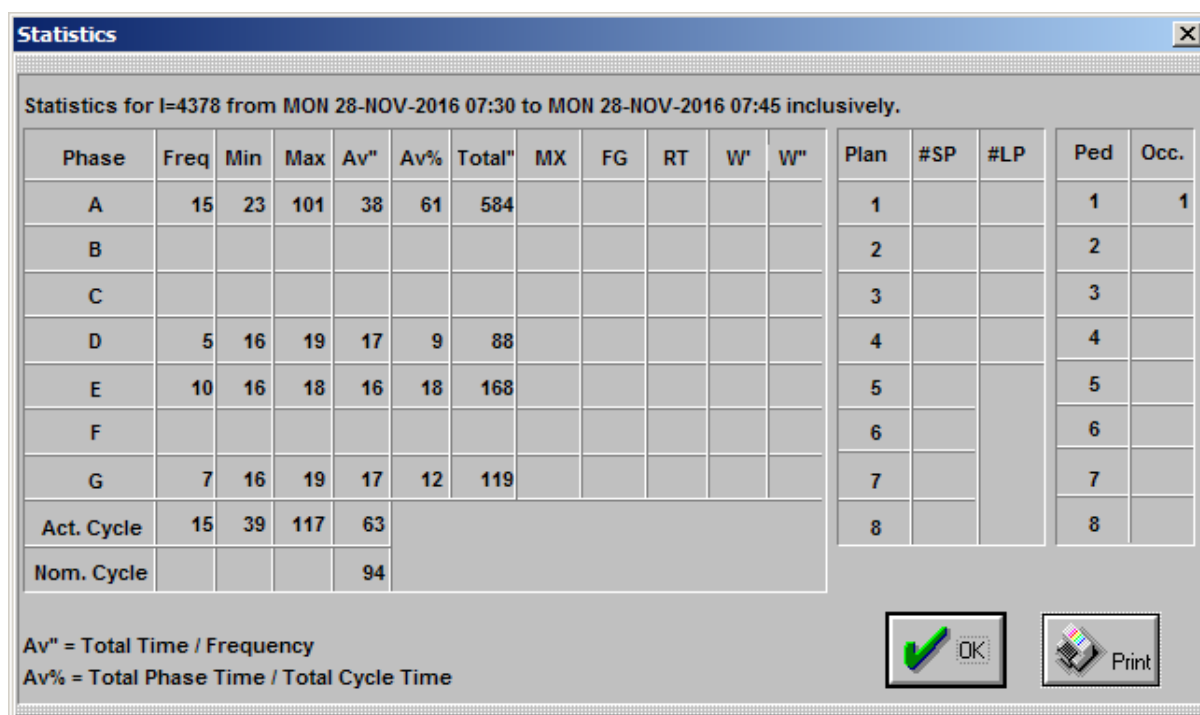 Statistics
Statistics for I=4378 from MON 28-NOV-2016 07:30 to MON 28-NOV-2016 07:45 inclusively.
Phase Freq Min Max Av" Av% Total" MX FG RT W' W" Plan #SP #LP Ped Occ.
A 15 23 101 38 61 584 1 1 1
B 2 2
C 3 3
D 5 16 19 17 9 88 4 4
E 10 16 18 16 18 168 5 5
F 6 6
G 7 16 19 17 12 119 7 7
Act. Cycle 15 39 117 63 8 8
Nom. Cycle 94
Av" = Total Time / Frequency
Av% = Total Phase Time / Total Cycle Time
OK
Print